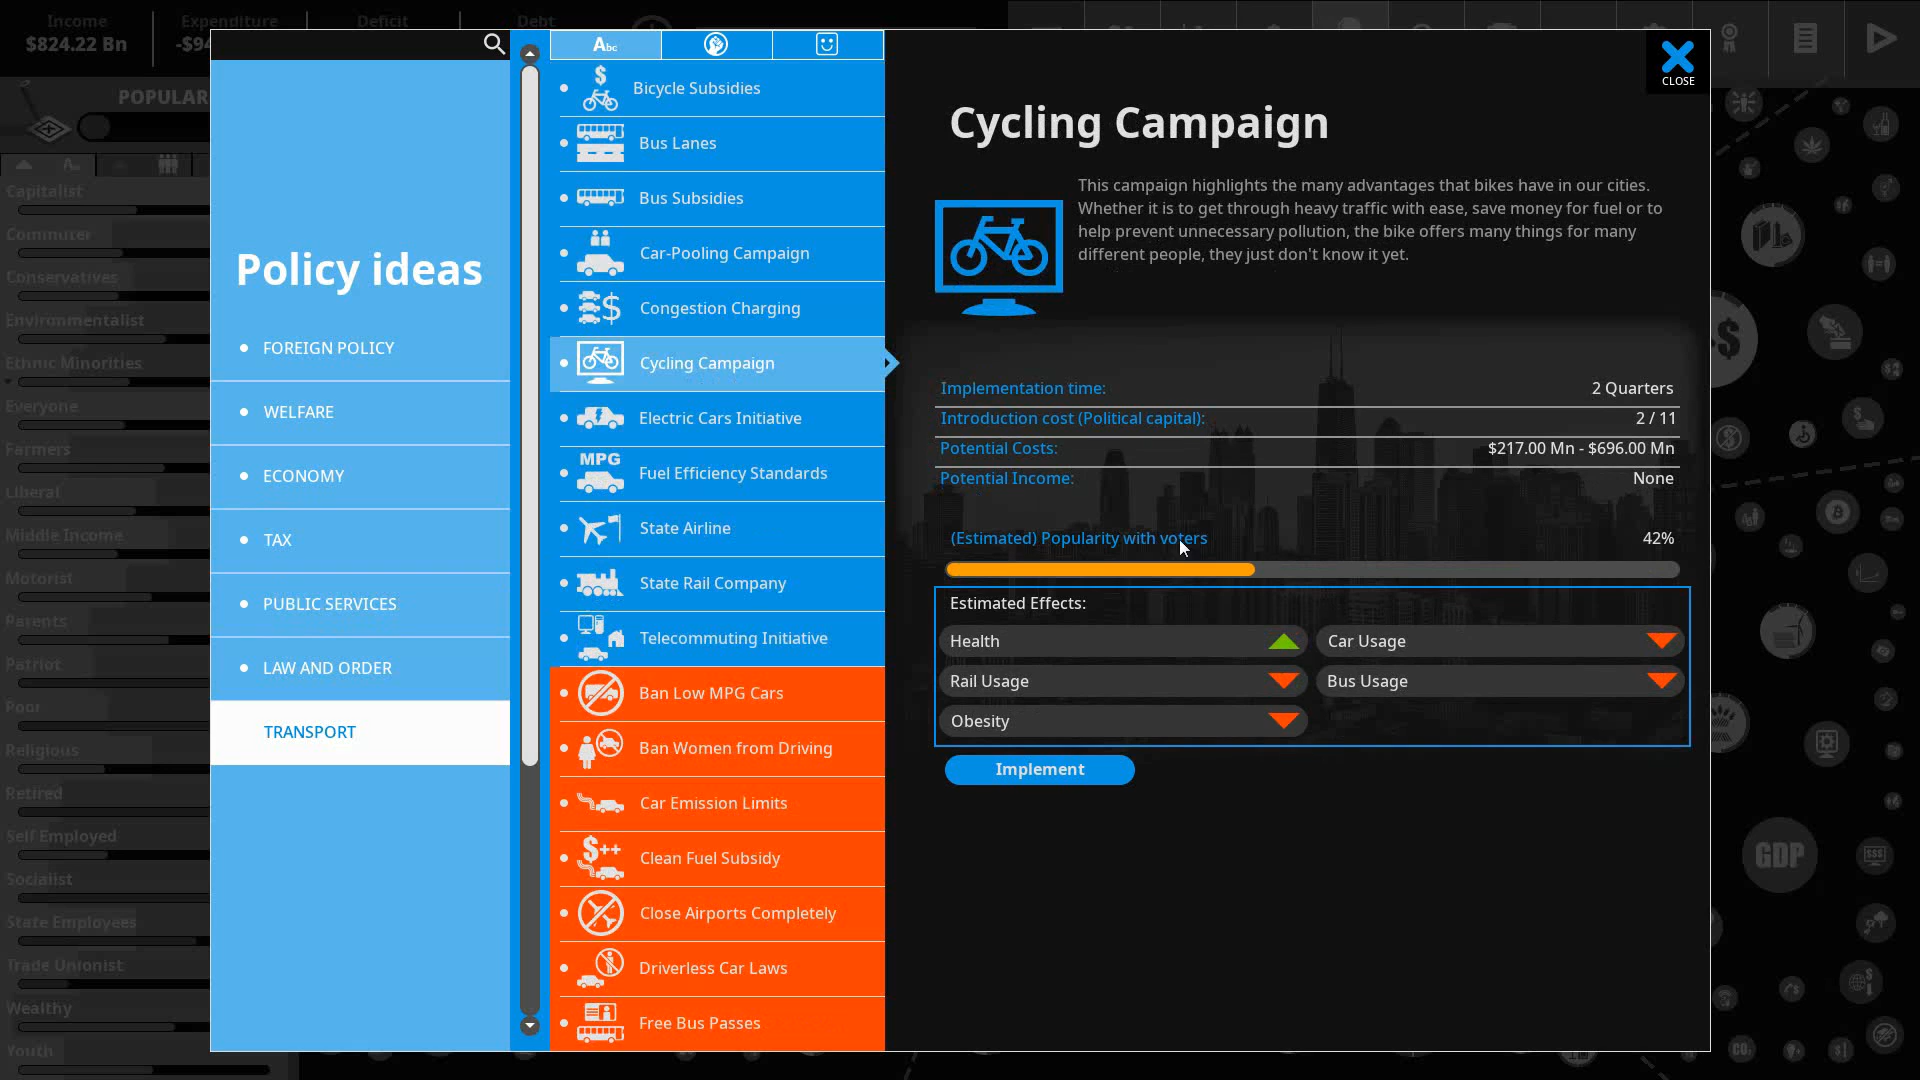 Income
Expenditure
Deficit
Debt
$824.22 Bn
-$94
POPULAR
Capitalist
Commuter
Conservatives
Environmentalist
Ethnic Minorities
Everyone
Farmers
Liberal
Middle Income
Motorist
Parents
Patriot
Poor
Religious
Retired
Self Employed
Socialist
State Employees
Trade Unionist
Wealthy
Youth
Policy ideas
FOREIGN POLICY
WELFARE
ECONOMY
TAX
PUBLIC SERVICES
LAW AND ORDER
TRANSPORT
Abc
Bicycle Subsidies
Bus Lanes
Bus Subsidies
Car-Pooling Campaign
Congestion Charging
Cycling Campaign
Electric Cars Initiative
MPG
Fuel Efficiency Standards
State Airline
State Rail Company
Telecommuting Initiative
Ban Low MPG Cars
Ban Women from Driving
Car Emission Limits
Clean Fuel Subsidy
Close Airports Completely
Driverless Car Laws
Free Bus Passes
CLOSE
Cycling Campaign
This campaign highlights the many advantages that bikes have in our cities.
Whether it is to get through heavy traffic with ease, save money for fuel or to
help prevent unnecessary pollution, the bike offers many things for many
different people, they just don't know it yet.
Implementation time: 2 Quarters
Introduction cost (Political capital): 2 / 11
Potential Costs: $217.00 Mn - $696.00 Mn
Potential Income: None
(Estimated) Popularity with voters 42%
Estimated Effects:
Health
Car Usage
Rail Usage
Bus Usage
Obesity
Implement
GDP
CO2